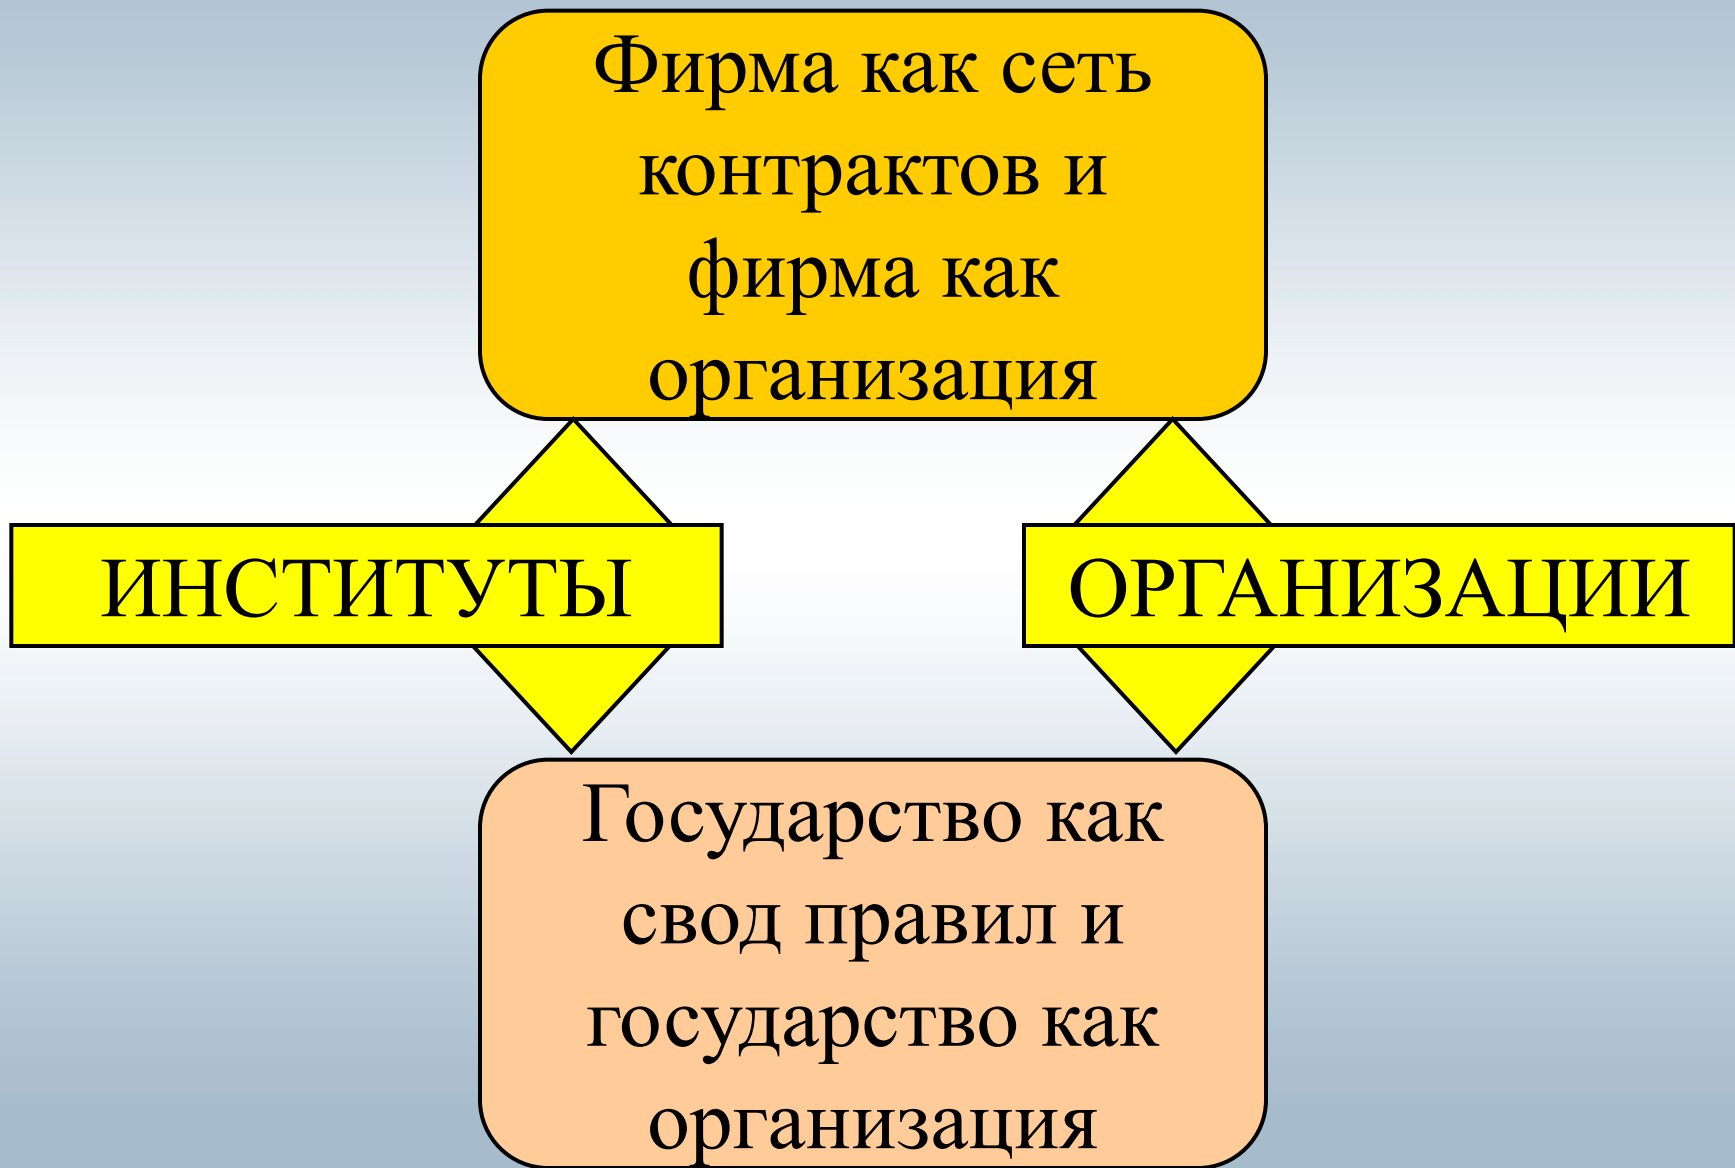 Фирма как сеть
контрактов и
фирма как
организация
ИНСТИТУТЫ
ОРГАНИЗАЦИИ
Государство как
свод правил и
государство как
организация